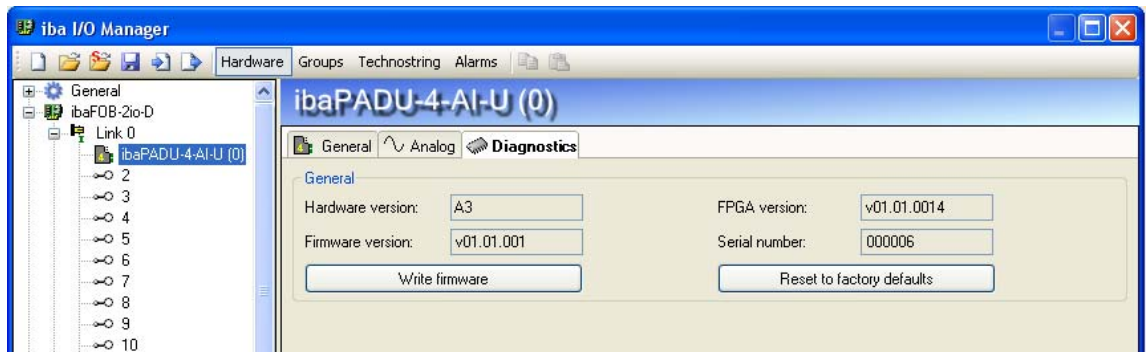 iba I/O Manager
Hardware Groups Technostring Alarms
General
ibaFOB-2io-D
Link 0
ibaPADU-4-AI-U (0)
2
3
4
5
6
7
8
9
10
ibaPADU-4-AI-U (0)
General Analog Diagnostics
General
Hardware version: A3 FPGA version: v01.01.0014
Firmware version: v01.01.001 Serial number: 000006
Write firmware Reset to factory defaults